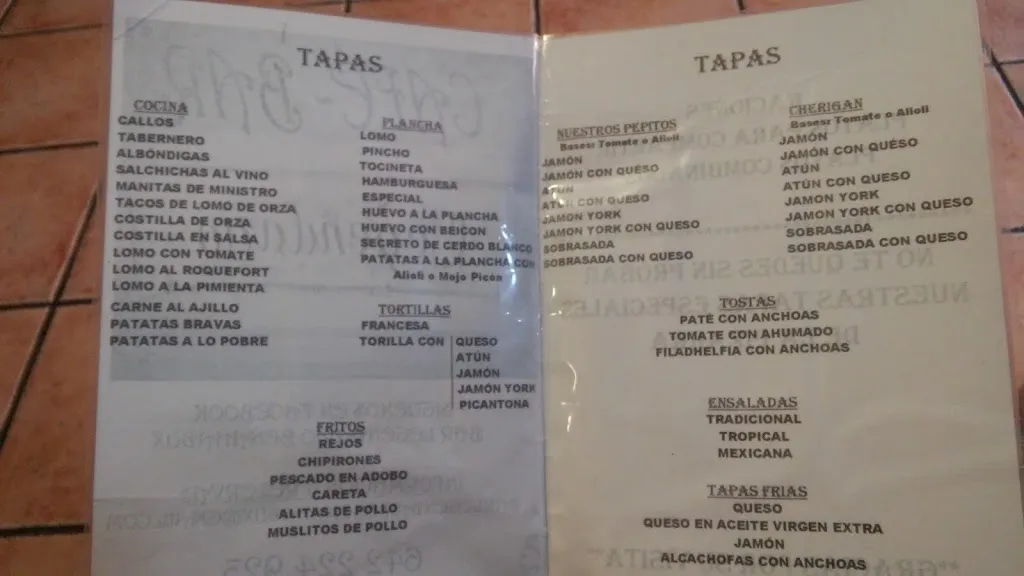 TAPAS
COCINA
CALLOS
TABERNERO
ALBONDIGAS
SALCHICHAS AL VINO
MANITAS DE MINISTRO
TACOS DE LOMO DE ORZA
COSTILLA DE ORZA
COSTILLA EN SALSA
LOMO CON TOMATE
LOMO AL ROQUEFORT
LOMO A LA PIMIENTA
CARNE AL AJILLO
PATATAS BRAVAS
PATATAS A LO POBRE
PLANCHA
LOMO
PINCHO
TOCINETA
HAMBURGUESA
ESPECIAL
HUEVO A LA PLANCHA
HUEVO CON BEICON
SECRETO DE CERDO BLANCO
PATATAS A LA PLANCHA CON
Alioli o Mojo Picón
TORTILLAS
FRANCESA
TORILLA CON
QUESO
ATÚN
JAMÓN
JAMÓN YORK
PICANTONA
FRITOS
REJOS
CHIPIRONES
PESCADO EN ADOBO
CARETA
ALITAS DE POLLO
MUSLITOS DE POLLO
TAPAS
NUESTROS PEPITOS
Bases: Tomate o Alioli
JAMÓN
JAMÓN CON QUESO
ATÚN
ATÚN CON QUESO
JAMON YORK
JAMON YORK CON QUESO
SOBRASADA
SOBRASADA CON QUESO
CHERIGAN
Bases: Tomate o Alioli
JAMÓN
JAMÓN CON QUESO
ATÚN
ATÚN CON QUESO
JAMON YORK
JAMON YORK CON QUESO
SOBRASADA
SOBRASADA CON QUESO
TOSTAS
PATÉ CON ANCHOAS
TOMATE CON AHUMADO
FILADHELFIA CON ANCHOAS
ENSALADAS
TRADICIONAL
TROPICAL
MEXICANA
TAPAS FRIAS
QUESO
QUESO EN ACEITE VIRGEN EXTRA
JAMÓN
ALCACHOFAS CON ANCHOAS